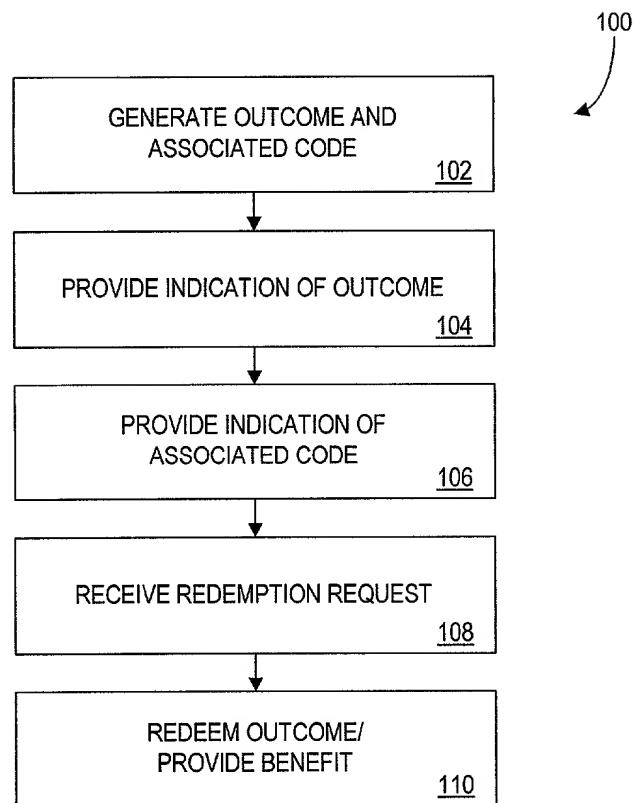 100
GENERATE OUTCOME AND
ASSOCIATED CODE
102
PROVIDE INDICATION OF OUTCOME
104
PROVIDE INDICATION OF
ASSOCIATED CODE
106
RECEIVE REDEMPTION REQUEST
108
REDEEM OUTCOME/
PROVIDE BENEFIT
110